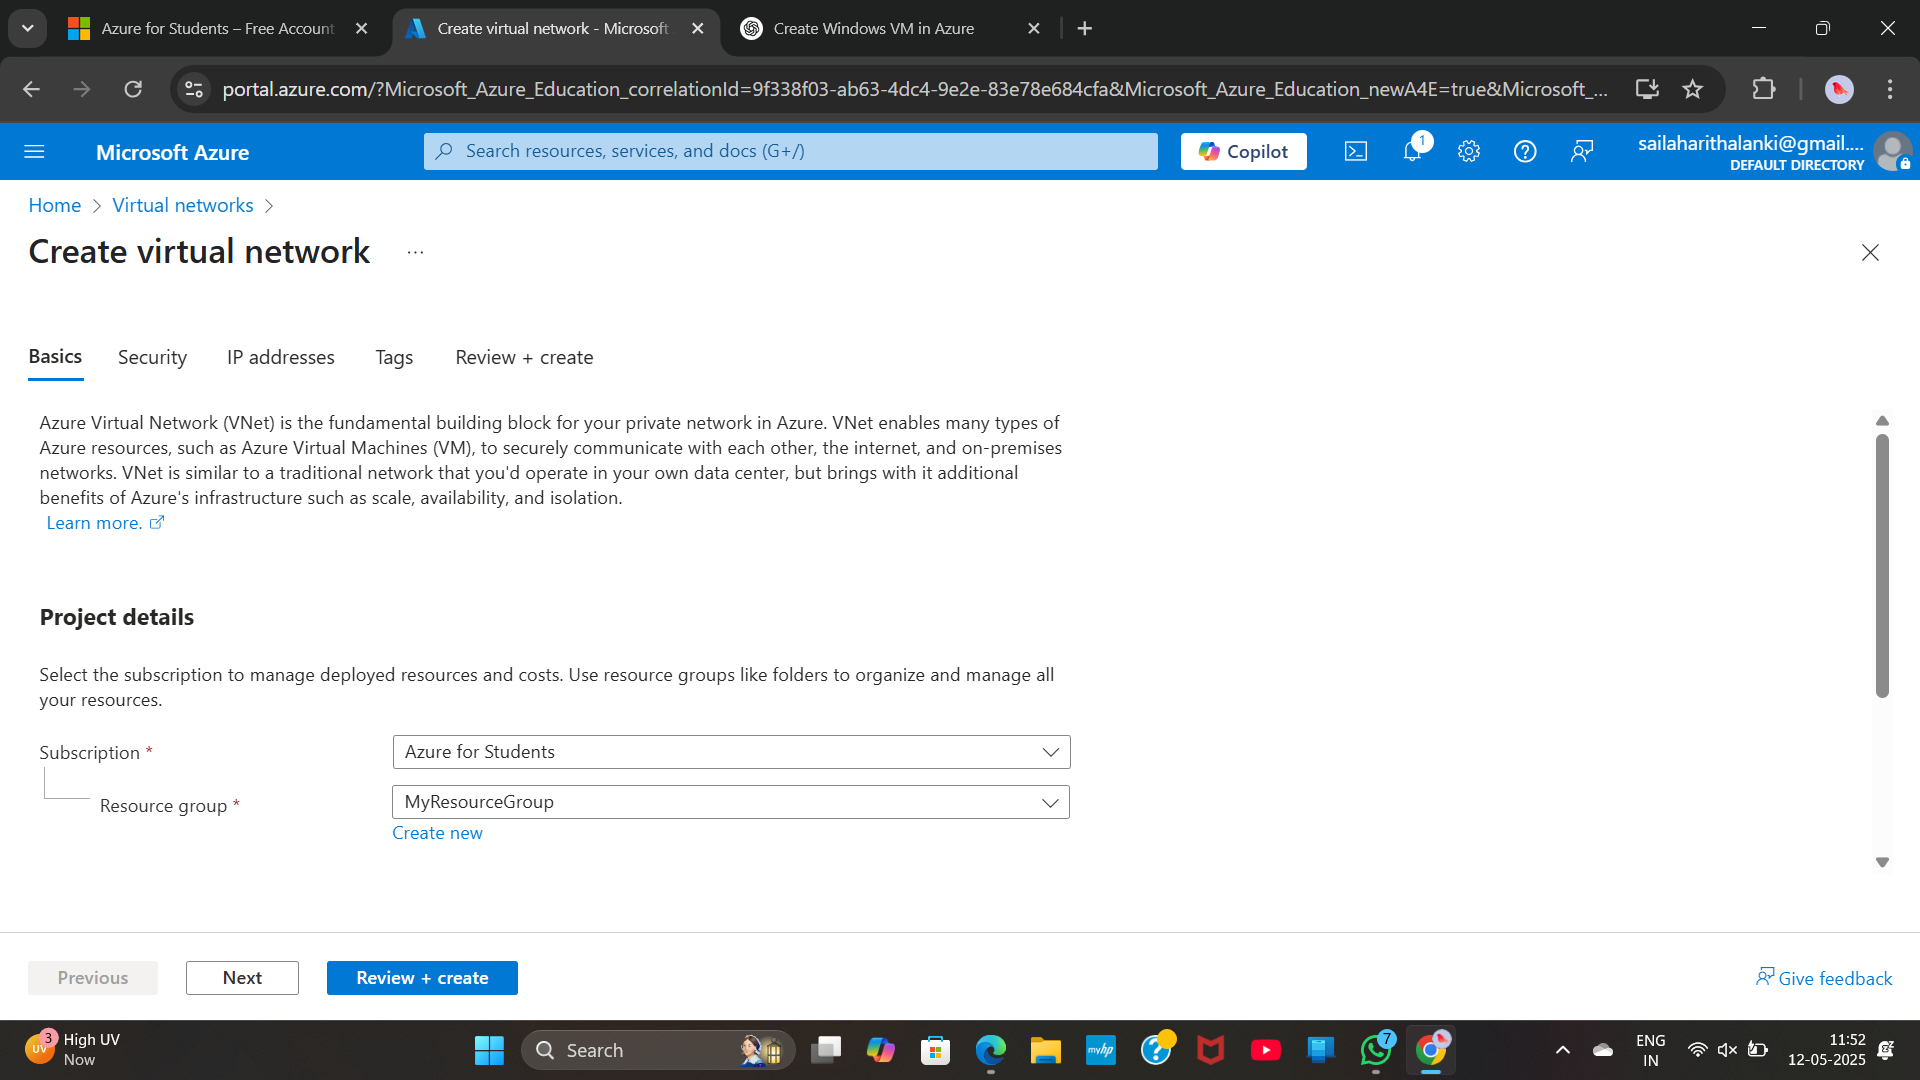 Azure for Students – Free Account
Create virtual network - Microsoft
Create Windows VM in Azure
portal.azure.com/?Microsoft_Azure_Education_correlationId=9f338f03-ab63-4dc4-9e2e-83e78e684cfa&Microsoft_Azure_Education_newA4E=true&Microsoft_...
Microsoft Azure
Search resources, services, and docs (G+/)
Copilot
1
sailaharithalanki@gmail....
DEFAULT DIRECTORY
Home
Virtual networks
Create virtual network
...
Basics
Security
IP addresses
Tags
Review + create
Azure Virtual Network (VNet) is the fundamental building block for your private network in Azure. VNet enables many types of
Azure resources, such as Azure Virtual Machines (VM), to securely communicate with each other, the internet, and on-premises
networks. VNet is similar to a traditional network that you'd operate in your own data center, but brings with it additional
benefits of Azure's infrastructure such as scale, availability, and isolation.
Learn more.
Project details
Select the subscription to manage deployed resources and costs. Use resource groups like folders to organize and manage all
your resources.
Subscription *
Azure for Students
Resource group *
MyResourceGroup
Create new
Previous
Next
Review + create
Give feedback
UV
3
High UV
Now
Search
myhp
7
ENG
IN
11:52
12-05-2025